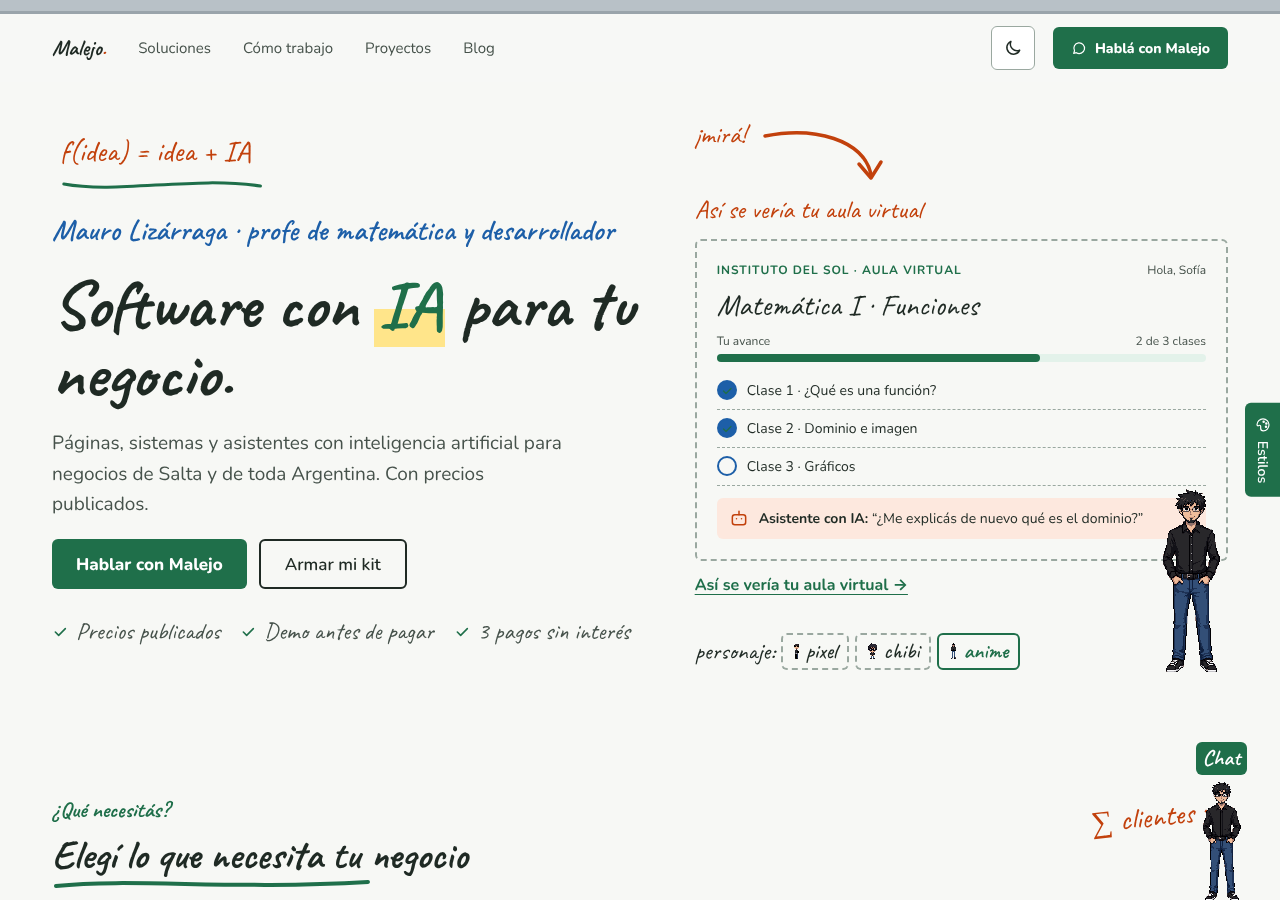 Malejo.
Soluciones
Cómo trabajo
Proyectos
Blog
Hablá con Malejo
f(idea) = idea + IA
Mauro Lizárraga · profe de matemática y desarrollador
Software con IA para tu
negocio.
Páginas, sistemas y asistentes con inteligencia artificial para
negocios de Salta y de toda Argentina. Con precios
publicados.
Hablar con Malejo
Armar mi kit
Precios publicados
Demo antes de pagar
3 pagos sin interés
¡mirá!
Así se vería tu aula virtual
INSTITUTO DEL SOL · AULA VIRTUAL
Hola, Sofía
Matemática I · Funciones
Tu avance
2 de 3 clases
Clase 1 · ¿Qué es una función?
Clase 2 · Dominio e imagen
Clase 3 · Gráficos
Asistente con IA: “¿Me explicás de nuevo qué es el dominio?”
Así se vería tu aula virtual →
personaje:
pixel
chibi
anime
Estilos
Chat
∑ clientes
¿Qué necesitás?
Elegí lo que necesita tu negocio